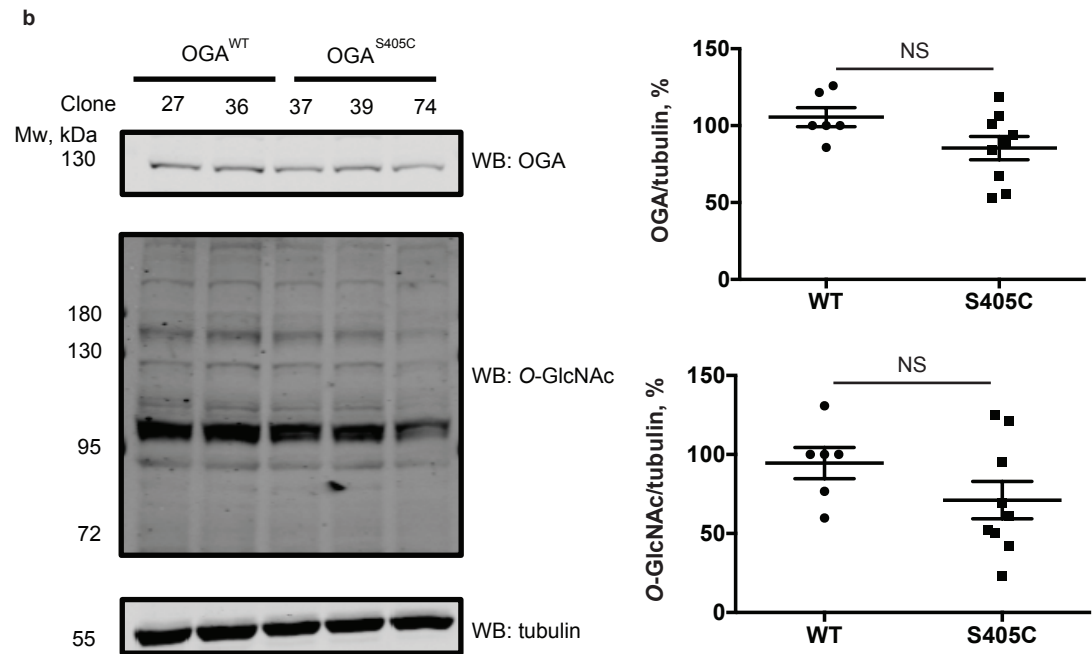 b
OGA^WT OGA^S405C
Clone 27 36 37 39 74
Mw, kDa
130
WB: OGA
180
130
WB: O-GlcNAc
95
72
55
WB: tubulin
150
NS
100
OGA/tubulin, %
50
0
WT S405C
150
NS
100
O-GlcNAc/tubulin, %
50
0
WT S405C